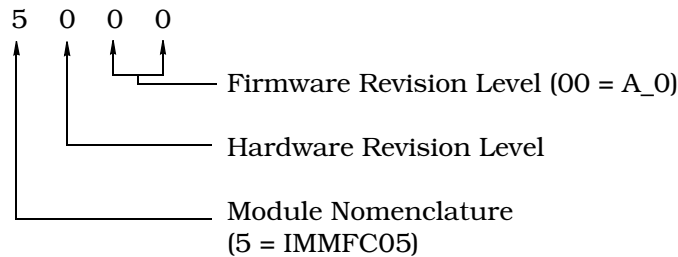 5 0 0 0
Firmware Revision Level (00 = A_0)
Hardware Revision Level
Module Nomenclature
(5 = IMMFC05)